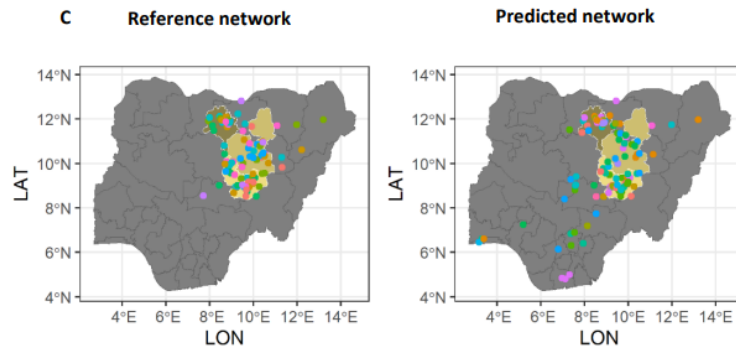 C Reference network Predicted network
14°N 14°N
12°N 12°N
10°N 10°N
LAT LAT
8°N 8°N
6°N 6°N
4°N 4°N
4°E 6°E 8°E 10°E 12°E 14°E 4°E 6°E 8°E 10°E 12°E 14°E
LON LON